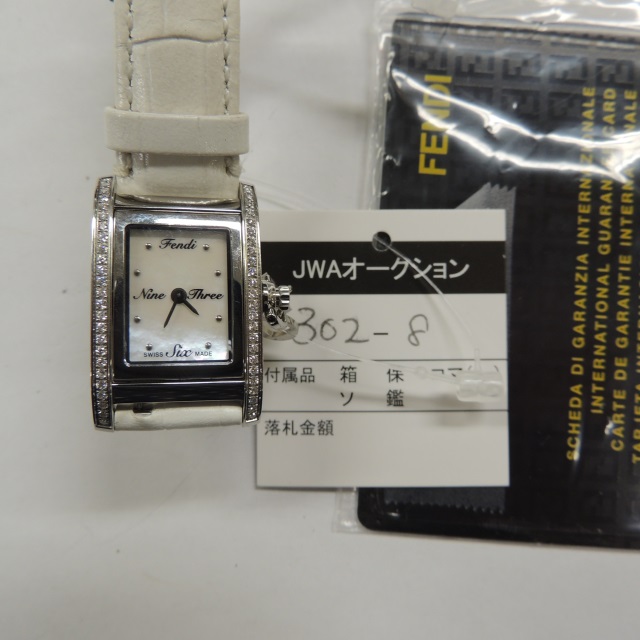 Fendi
Nine Three
Six
SWISS MADE
JWAオークション
302-8
付属品 箱 保 コマ
ソ 鑑
落札金額
FENDI
SCHEDA DI GARANZIA INTERNAZIONALE
INTERNATIONAL GUARANTEE CARD
CARTE DE GARANTIE